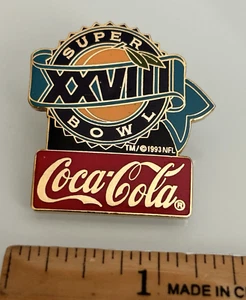 SUPER
XXVIII
BOWL
TM/©1993 NFL
Coca-Cola®
1
MADE IN C